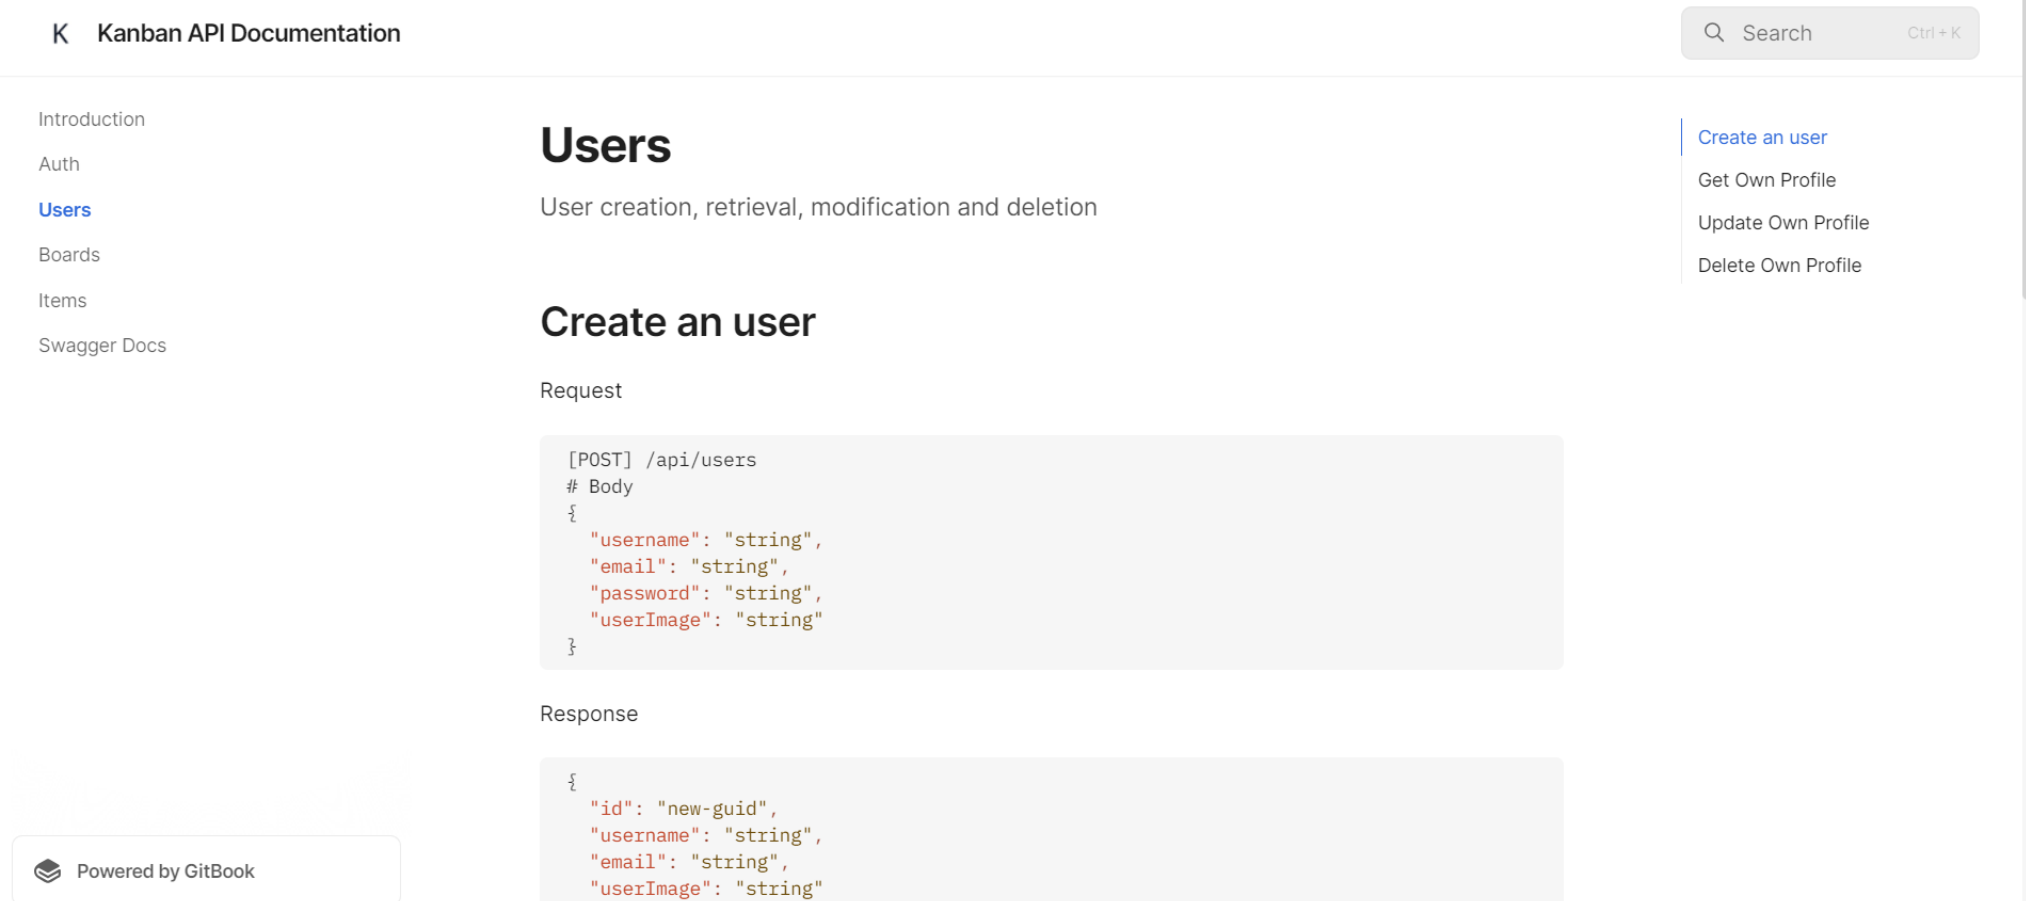 K Kanban API Documentation
Search Ctrl + K
Introduction
Auth
Users
Boards
Items
Swagger Docs
Users
User creation, retrieval, modification and deletion
Create an user
Request
[POST] /api/users
# Body
{
"username": "string",
"email": "string",
"password": "string",
"userImage": "string"
}
Response
{
"id": "new-guid",
"username": "string",
"email": "string",
"userImage": "string"
Create an user
Get Own Profile
Update Own Profile
Delete Own Profile
Powered by GitBook